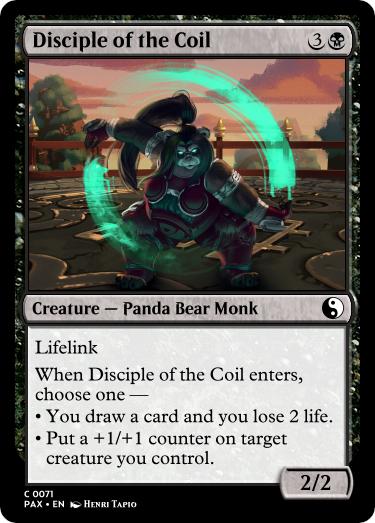 Disciple of the Coil 3
Creature — Panda Bear Monk
Lifelink
When Disciple of the Coil enters,
choose one —
• You draw a card and you lose 2 life.
• Put a +1/+1 counter on target
creature you control.
2/2
C 0071
PAX • EN Henri Tapio